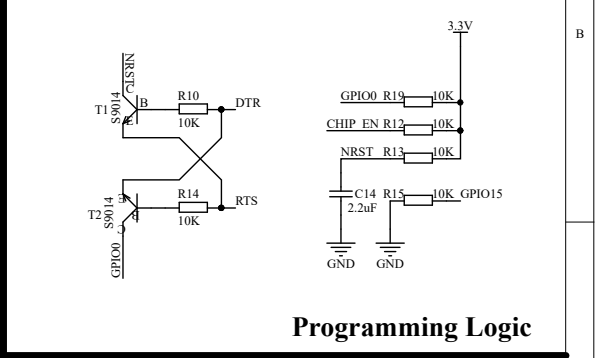 3.3V
B
NRST
C
R10
B
DTR
T1
S9014
E
10K
GPIO0 R19 10K
CHIP_EN R12 10K
NRST R13 10K
E
R14
C14
R15 10K GPIO15
2.2uF
T2
S9014
B
RTS
C
10K
GPIO0
GND
GND
Programming Logic